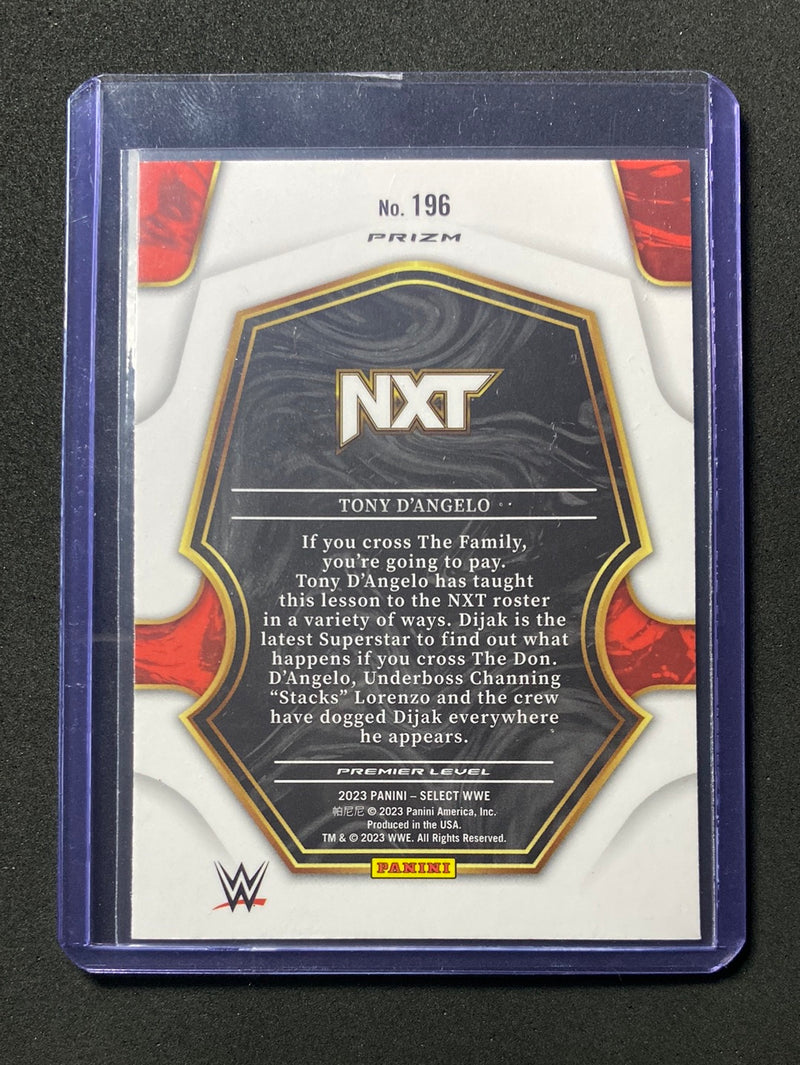 No. 196
PRIZM
NXT
TONY D'ANGELO
If you cross The Family,
you're going to pay.
Tony D'Angelo has taught
this lesson to the NXT roster
in a variety of ways. Dijak is the
latest Superstar to find out what
happens if you cross The Don.
D'Angelo, Underboss Channing
“Stacks” Lorenzo and the crew
have dogged Dijak everywhere
he appears.
PREMIER LEVEL
2023 PANINI – SELECT WWE
帕尼尼 © 2023 Panini America, Inc.
Produced in the USA.
TM & © 2023 WWE. All Rights Reserved.
PANINI
W